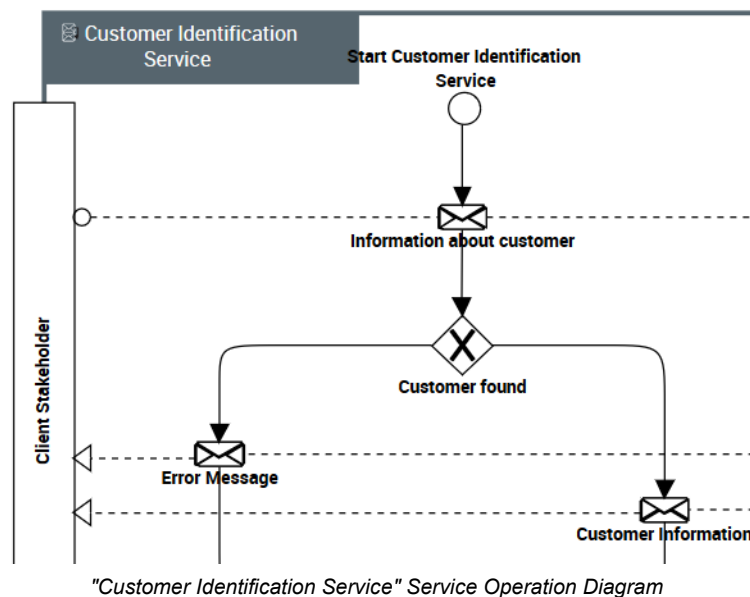 Customer Identification
Service
Start Customer Identification
Service
Information about customer
Customer found
Client Stakeholder
Error Message
Customer Information
"Customer Identification Service" Service Operation Diagram